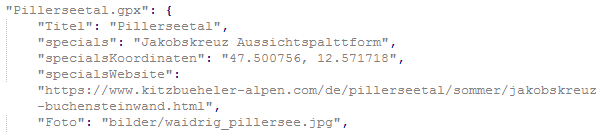 "Pillerseetal.gpx": {
"Titel": "Pillerseetal",
"specials": "Jakobskreuz Aussichtspalttform",
"specialsKoordinaten": "47.500756, 12.571718",
"specialsWebsite":
"https://www.kitzbueheler-alpen.com/de/pillerseetal/sommer/jakobskreuz
-buchensteinwand.html",
"Foto": "bilder/waidrig_pillersee.jpg",